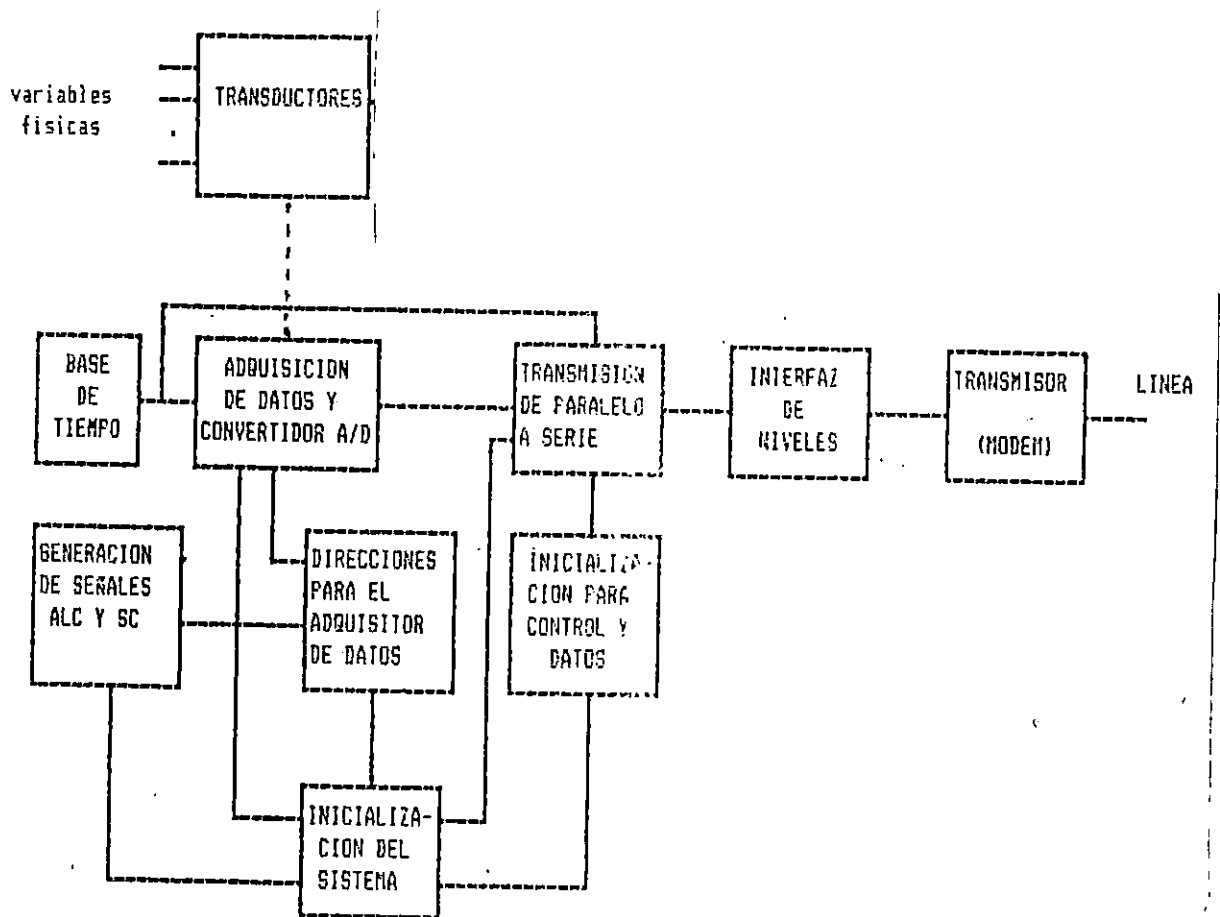 variables
fisicas
TRANSDUCTORES
BASE
DE
TIEMPO
ADQUISICION
DE DATOS Y
CONVERTIDOR A/D
TRANSMISION
DE PARALELO
A SERIE
INTERFAZ
DE
NIVELES
TRANSMISOR
(MODEM)
LINEA
GENERACION
DE SEÑALES
ALC Y SC
DIRECCIONES
PARA EL
ADQUISITOR
DE DATOS
INICIALIZA-
CION PARA
CONTROL Y
DATOS
INICIALIZA-
CION DEL
SISTEMA